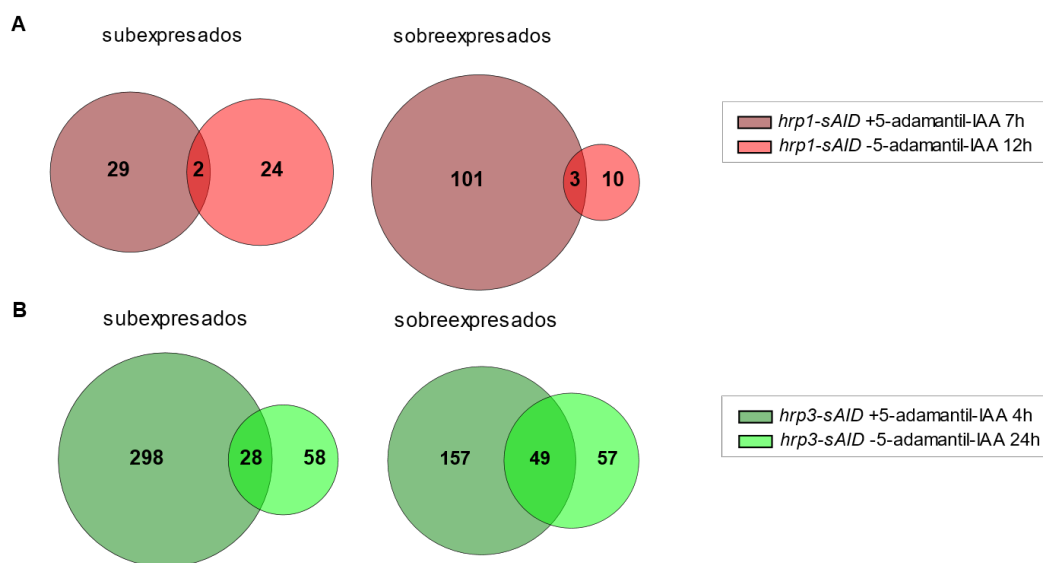 A
subexpresados
sobreexpresados
29
2
24
101
3
10
hrp1-sAID +5-adamantil-IAA 7h
hrp1-sAID -5-adamantil-IAA 12h
B
subexpresados
sobreexpresados
298
28
58
157
49
57
hrp3-sAID +5-adamantil-IAA 4h
hrp3-sAID -5-adamantil-IAA 24h